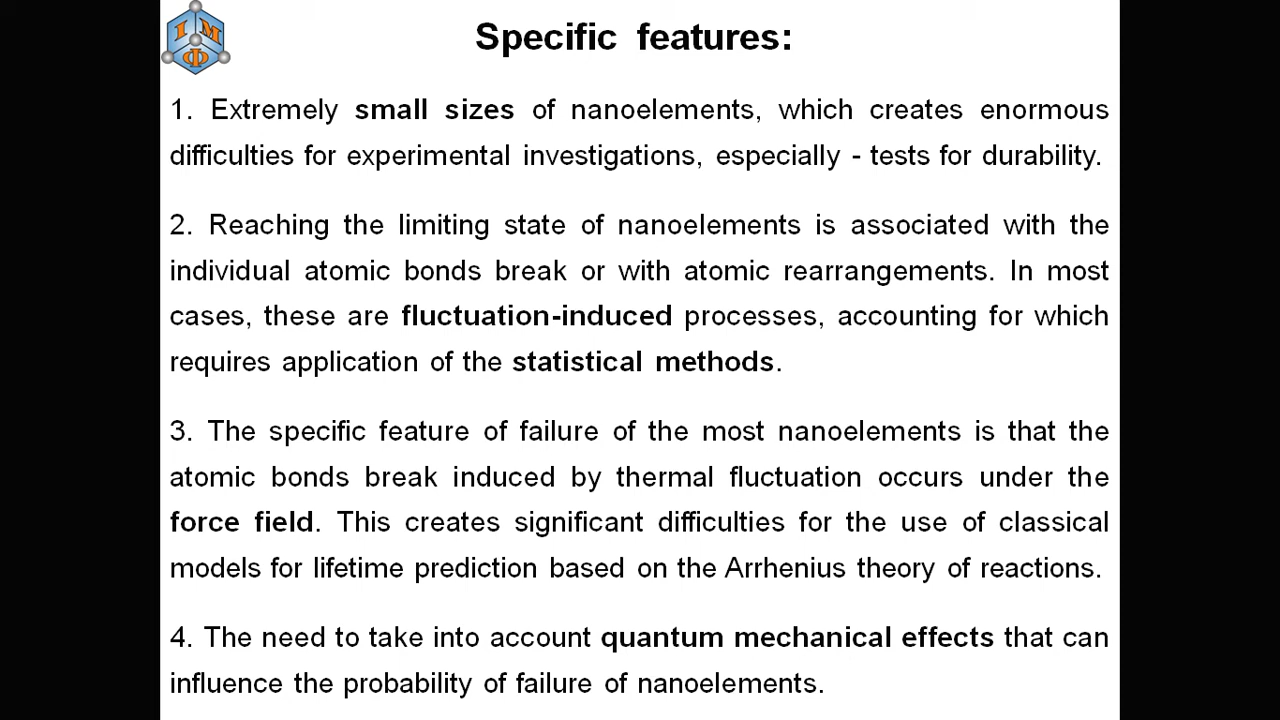 ІМФ
Specific features:
1. Extremely small sizes of nanoelements, which creates enormous
difficulties for experimental investigations, especially - tests for durability.
2. Reaching the limiting state of nanoelements is associated with the
individual atomic bonds break or with atomic rearrangements. In most
cases, these are fluctuation-induced processes, accounting for which
requires application of the statistical methods.
3. The specific feature of failure of the most nanoelements is that the
atomic bonds break induced by thermal fluctuation occurs under the
force field. This creates significant difficulties for the use of classical
models for lifetime prediction based on the Arrhenius theory of reactions.
4. The need to take into account quantum mechanical effects that can
influence the probability of failure of nanoelements.